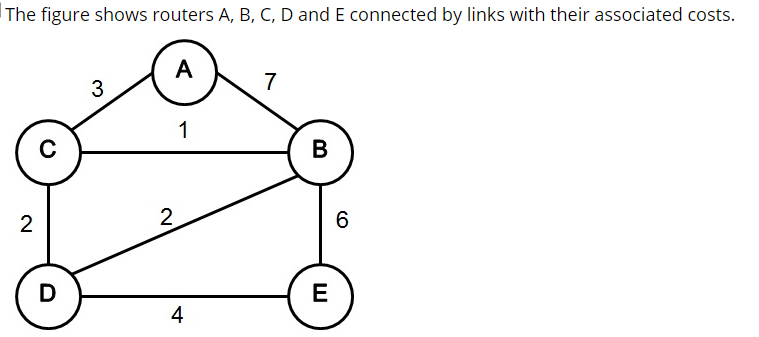 The figure shows routers A, B, C, D and E connected by links with their associated costs.
A
3
7
1
C
B
2
2
6
D
E
4